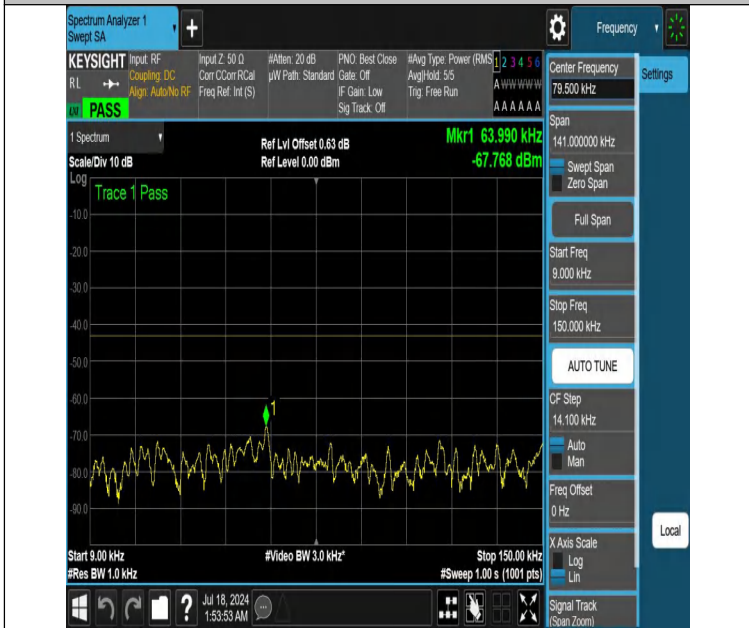 Spectrum Analyzer 1
Swept SA
Frequency
KEYSIGHT
RL
PASS
Input: RF
Coupling: DC
Align: Auto/No RF
Input Z: 50 Ω
Corr CCorr RCal
Freq Ref: Int (S)
#Atten: 20 dB
µW Path: Standard
PNO: Best Close
Gate: Off
IF Gain: Low
Sig Track: Off
#Avg Type: Power (RMS
Avg|Hold: 5/5
Trig: Free Run
1 2 3 4 5 6
A W W W W W
A A A A A A
1 Spectrum
Scale/Div 10 dB
Ref Lvl Offset 0.63 dB
Ref Level 0.00 dBm
Mkr1 63.990 kHz
-67.768 dBm
Log
Trace 1 Pass
-10.0
-20.0
-30.0
-40.0
-50.0
-60.0
-70.0
-80.0
-90.0
1
Start 9.00 kHz
#Res BW 1.0 kHz
#Video BW 3.0 kHz*
Stop 150.00 kHz
#Sweep 1.00 s (1001 pts)
Jul 18, 2024
1:53:53 AM
?
Center Frequency
79.500 kHz
Settings
Span
141.000000 kHz
Swept Span
Zero Span
Full Span
Start Freq
9.000 kHz
Stop Freq
150.000 kHz
AUTO TUNE
CF Step
14.100 kHz
Auto
Man
Freq Offset
0 Hz
X Axis Scale
Log
Lin
Signal Track
(Span Zoom)
Local